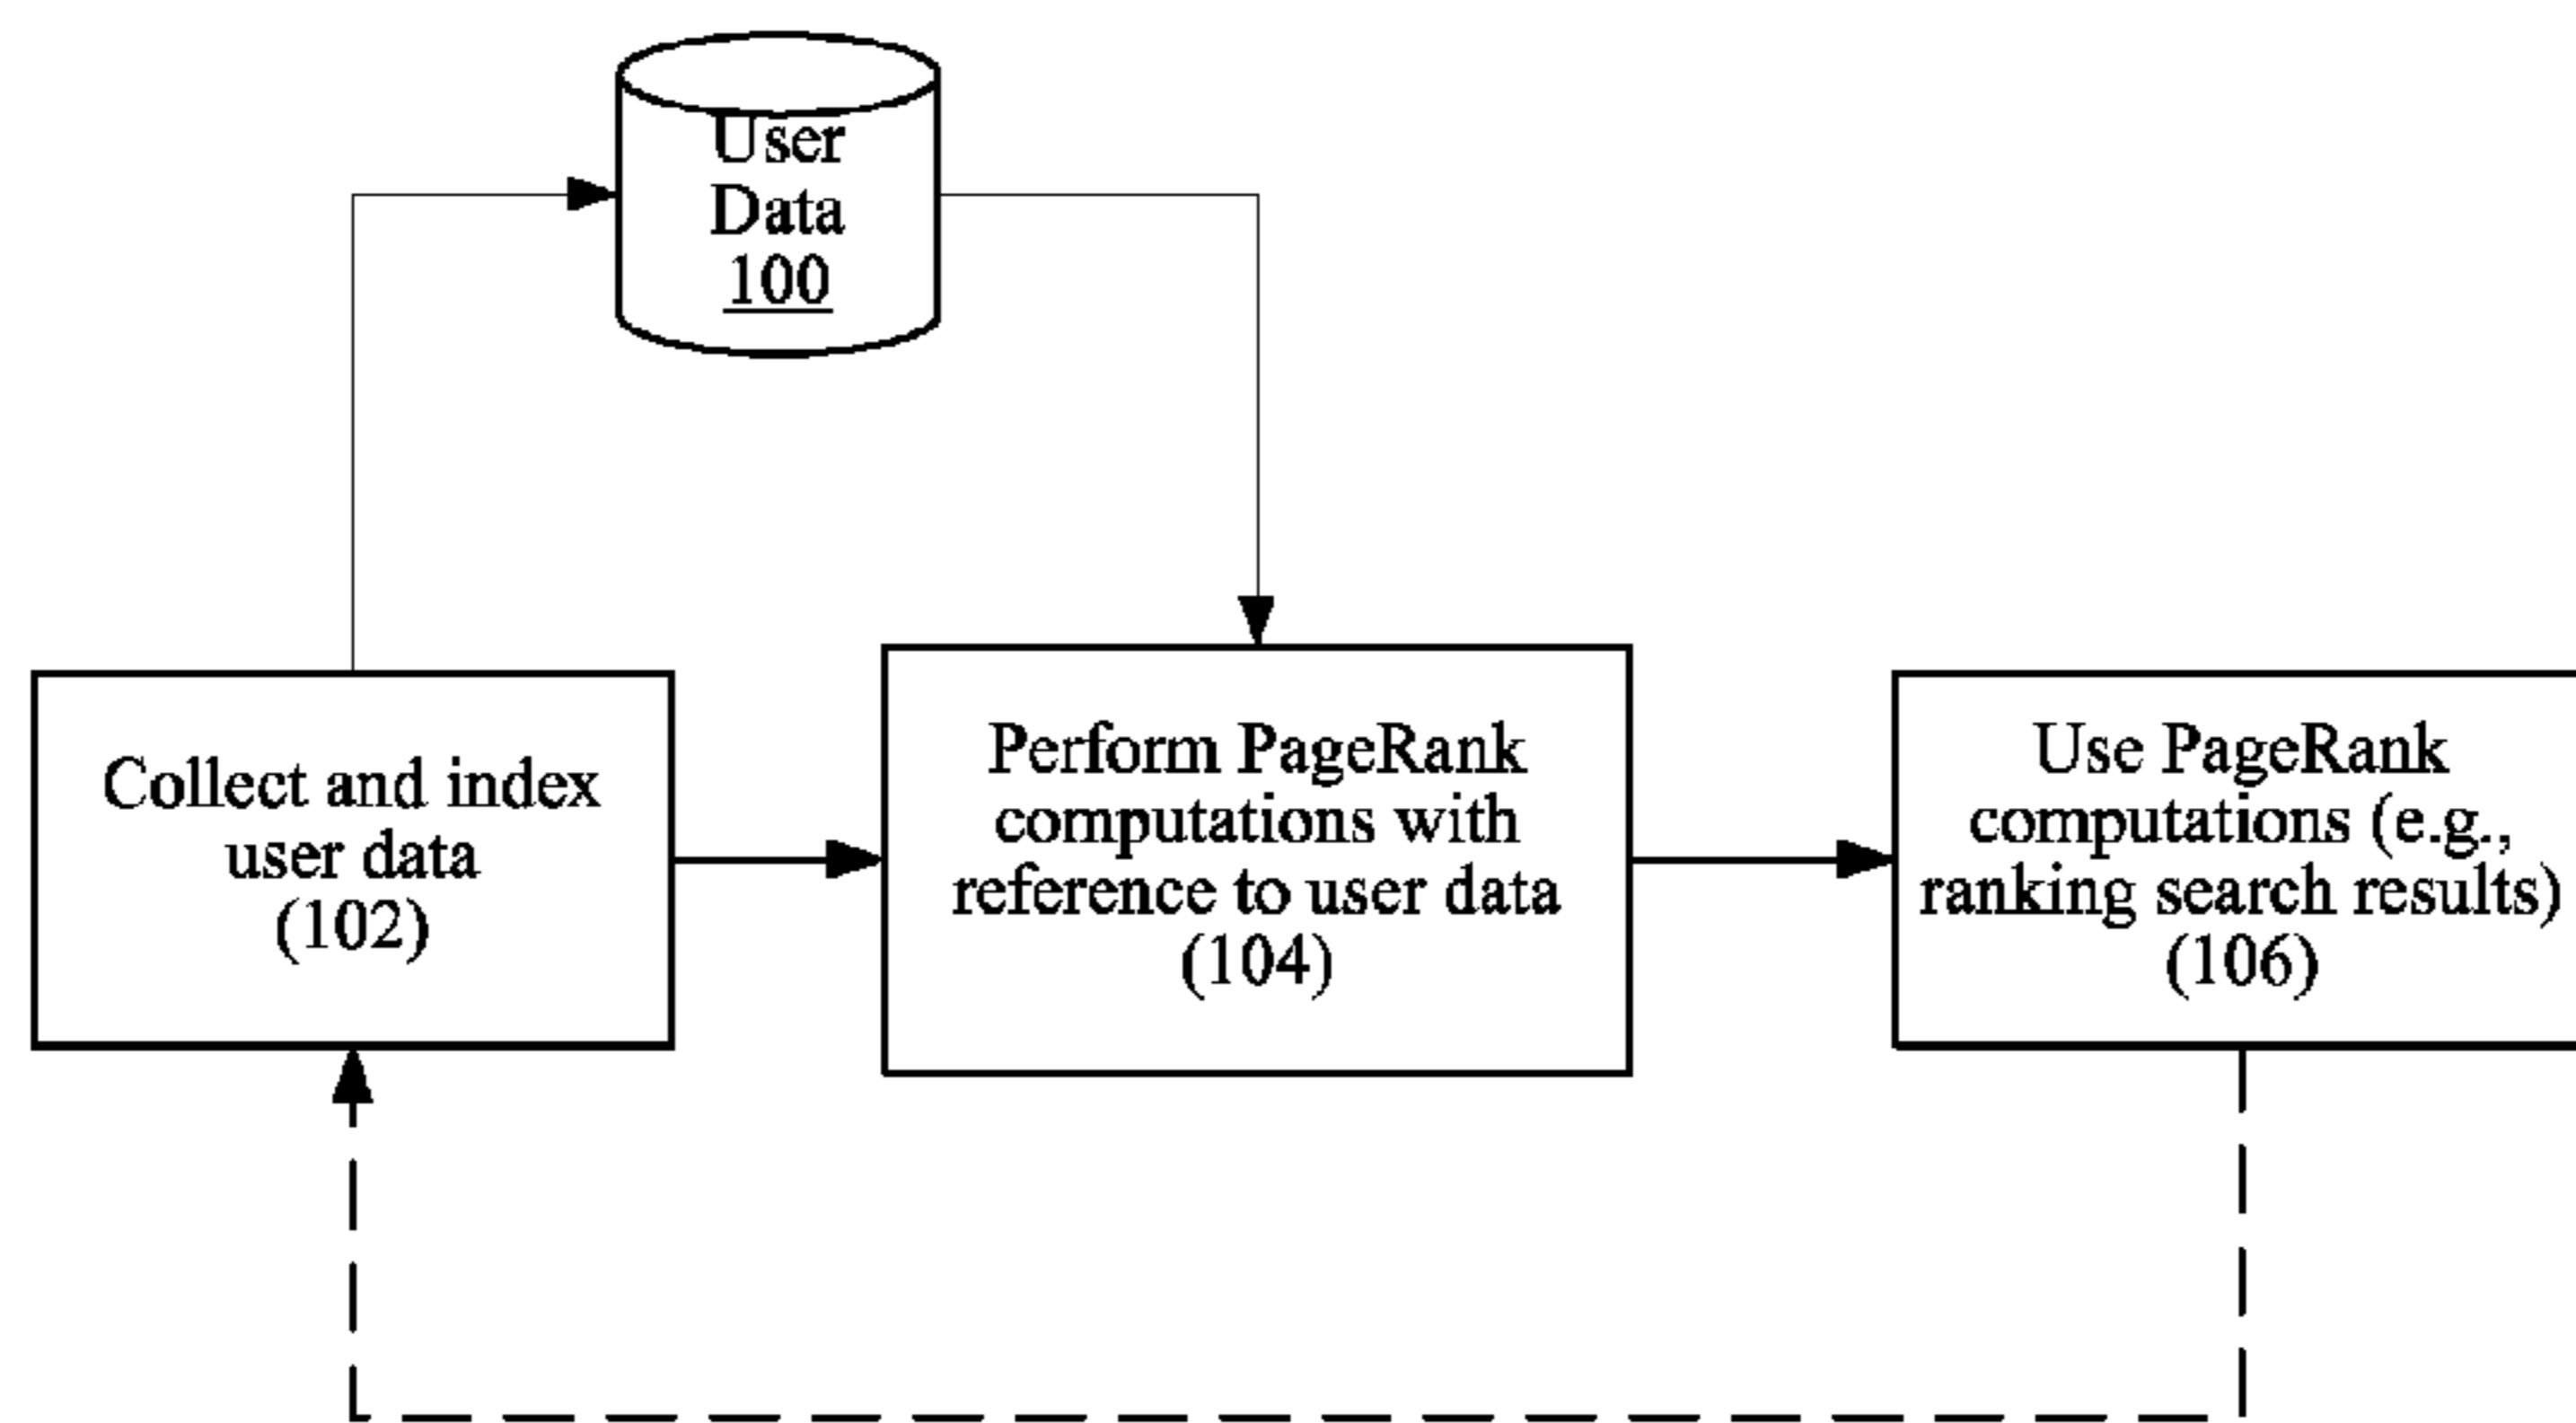 User
Data
100
Collect and index
user data
(102)
Perform PageRank
computations with
reference to user data
(104)
Use PageRank
computations (e.g.,
ranking search results)
(106)